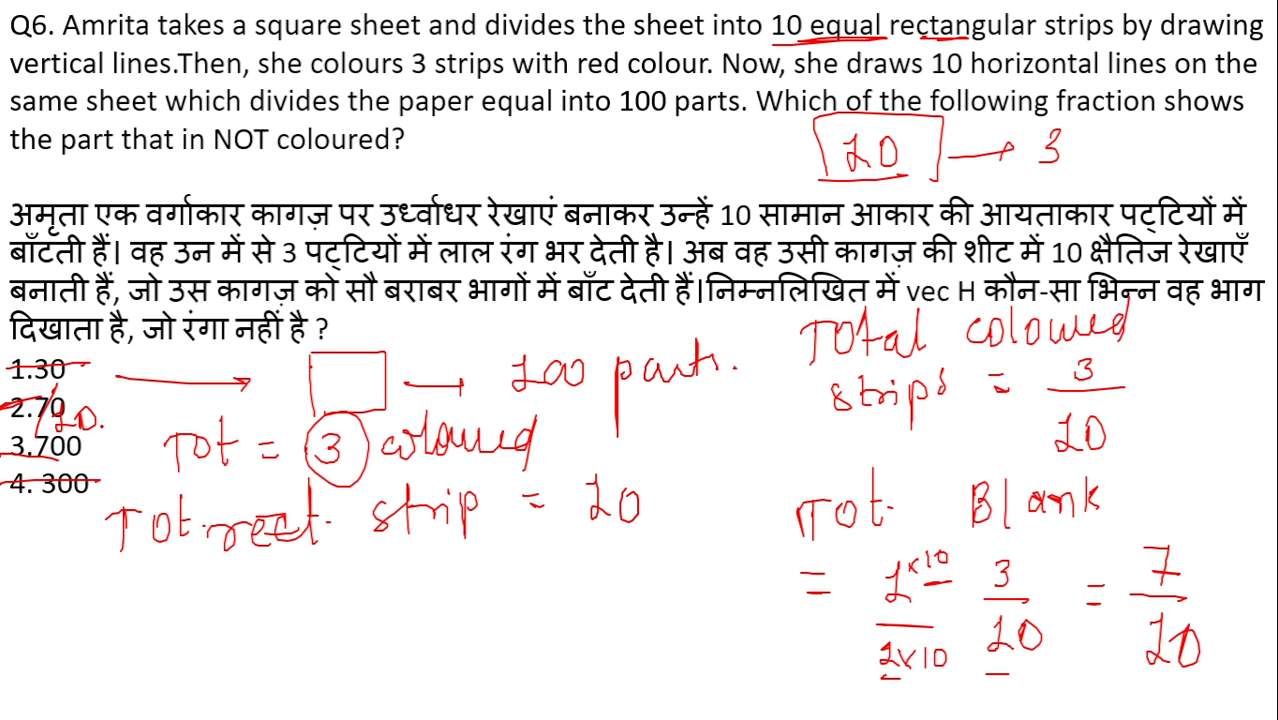 Q6. Amrita takes a square sheet and divides the sheet into 10 equal rectangular strips by drawing
vertical lines.Then, she colours 3 strips with red colour. Now, she draws 10 horizontal lines on the
same sheet which divides the paper equal into 100 parts. Which of the following fraction shows
the part that in NOT coloured?
10 → 3
अमृता एक वर्गाकार कागज़ पर उर्ध्वाधर रेखाएं बनाकर उन्हें 10 सामान आकार की आयताकार पट्टियों में
बाँटती हैं। वह उन में से 3 पट्टियों में लाल रंग भर देती है। अब वह उसी कागज़ की शीट में 10 क्षैतिज रेखाएँ
बनाती हैं, जो उस कागज़ को सौ बराबर भागों में बाँट देती हैं।निम्नलिखित में vec H कौन-सा भिन्न वह भाग
दिखाता है, जो रंगा नहीं है ?
1.30
2.70
/10.
3.700
4. 300
→ 100 parts.
Tot = 3 coloured
Tot. rect. strip = 10
Total coloured
strips = 3/10
Tot. Blank
= 1×10 3 = 7
1×10 10 10